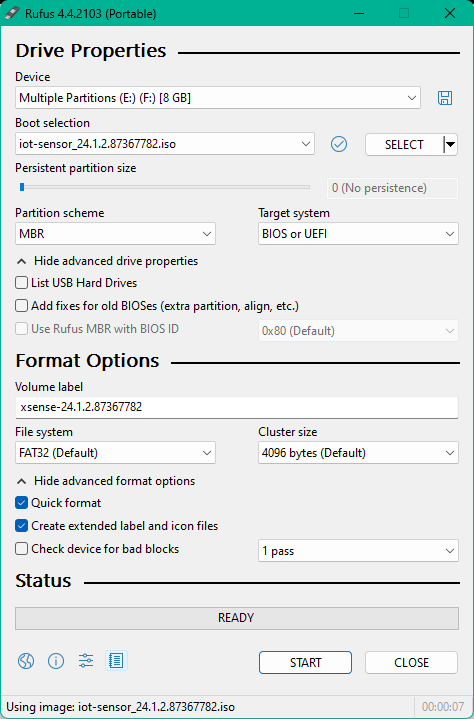 Rufus 4.4.2103 (Portable)
Drive Properties
Device
Multiple Partitions (E:) (F:) [8 GB]
Boot selection
iot-sensor_24.1.2.87367782.iso
SELECT
Persistent partition size
0 (No persistence)
Partition scheme
Target system
MBR
BIOS or UEFI
Hide advanced drive properties
List USB Hard Drives
Add fixes for old BIOSes (extra partition, align, etc.)
Use Rufus MBR with BIOS ID
0x80 (Default)
Format Options
Volume label
xsense-24.1.2.87367782
File system
Cluster size
FAT32 (Default)
4096 bytes (Default)
Hide advanced format options
Quick format
Create extended label and icon files
Check device for bad blocks
1 pass
Status
READY
START
CLOSE
Using image: iot-sensor_24.1.2.87367782.iso
00:00:07